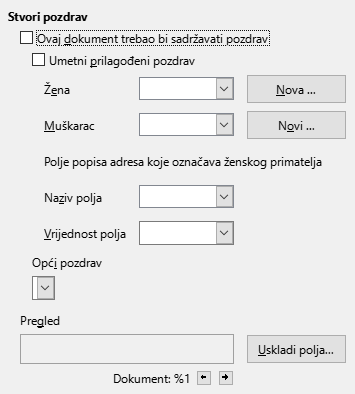 Stvori pozdrav
Ovaj dokument trebao bi sadržavati pozdrav
Umetni prilagođeni pozdrav
Žena
Nova ...
Muškarac
Novi ...
Polje popisa adresa koje označava ženskog primatelja
Naziv polja
Vrijednost polja
Opći pozdrav
Pregled
Uskladi polja...
Dokument: %1